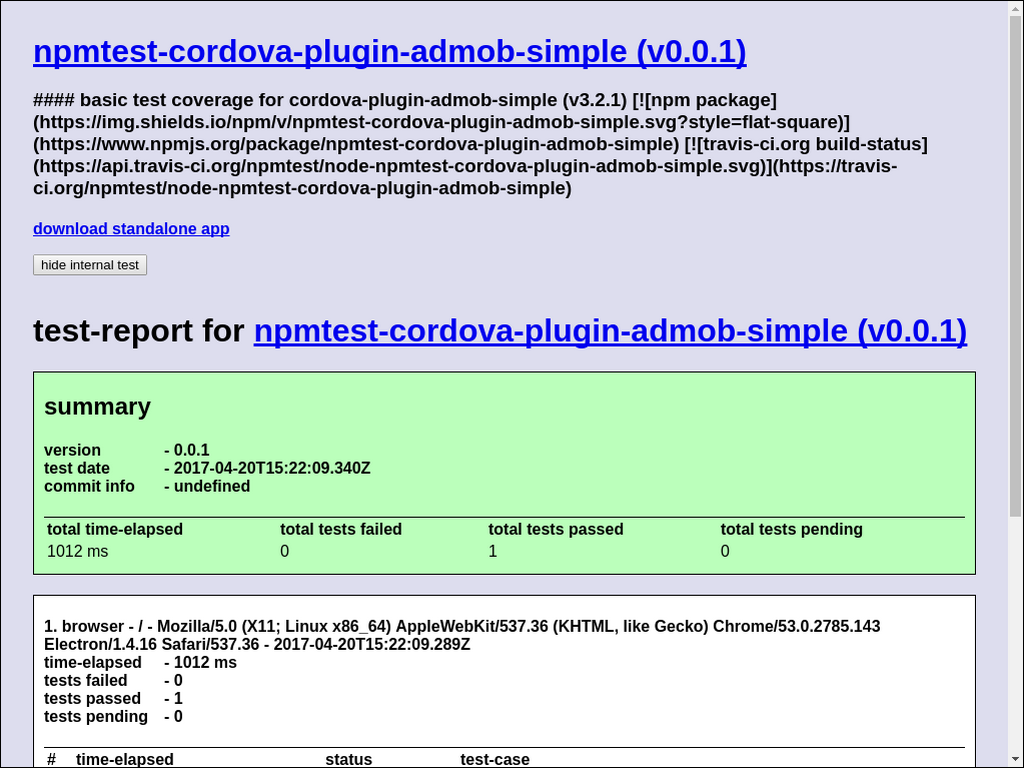 npmtest-cordova-plugin-admob-simple (v0.0.1)
#### basic test coverage for cordova-plugin-admob-simple (v3.2.1) [![npm package]
(https://img.shields.io/npm/v/npmtest-cordova-plugin-admob-simple.svg?style=flat-square)]
(https://www.npmjs.org/package/npmtest-cordova-plugin-admob-simple) [![travis-ci.org build-status]
(https://api.travis-ci.org/npmtest/node-npmtest-cordova-plugin-admob-simple.svg)](https://travis-
ci.org/npmtest/node-npmtest-cordova-plugin-admob-simple)
download standalone app
hide internal test
test-report for npmtest-cordova-plugin-admob-simple (v0.0.1)
summary
version - 0.0.1
test date - 2017-04-20T15:22:09.340Z
commit info - undefined
total time-elapsed total tests failed total tests passed total tests pending
1012 ms 0 1 0
1. browser - / - Mozilla/5.0 (X11; Linux x86_64) AppleWebKit/537.36 (KHTML, like Gecko) Chrome/53.0.2785.143
Electron/1.4.16 Safari/537.36 - 2017-04-20T15:22:09.289Z
time-elapsed - 1012 ms
tests failed - 0
tests passed - 1
tests pending - 0
# time-elapsed status test-case